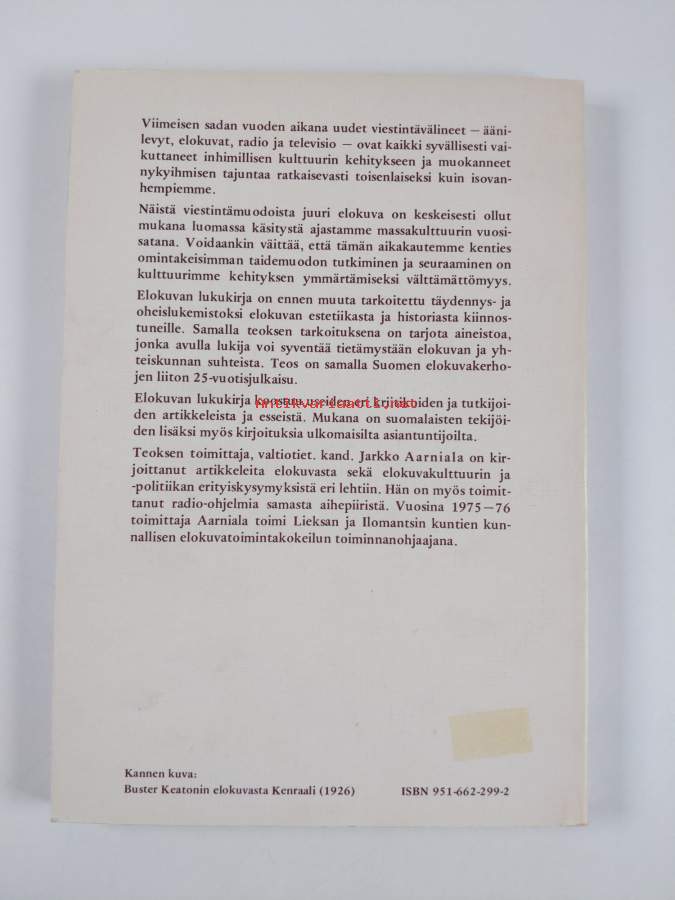 Viimeisen sadan vuoden aikana uudet viestintävälineet — ääni-
levyt, elokuvat, radio ja televisio — ovat kaikki syvällisesti vai-
kuttaneet inhimillisen kulttuurin kehitykseen ja muokanneet
nykyihmisen tajuntaa ratkaisevasti toisenlaiseksi kuin isovan-
hempiemme.
Näistä viestintämuodoista juuri elokuva on keskeisesti ollut
mukana luomassa käsitystä ajastamme massakulttuurin vuosi-
satana. Voidaankin väittää, että tämän aikakautemme kenties
omintakeisimman taidemuodon tutkiminen ja seuraaminen on
kulttuurimme kehityksen ymmärtämiseksi välttämättömyys.
Elokuvan lukukirja on ennen muuta tarkoitettu täydennys- ja
oheislukemistoksi elokuvan estetiikasta ja historiasta kiinnos-
tuneille. Samalla teoksen tarkoituksena on tarjota aineistoa,
jonka avulla lukija voi syventää tietämystään elokuvan ja yh-
teiskunnan suhteista. Teos on samalla Suomen elokuvakerho-
jen liiton 25-vuotisjulkaisu.
Elokuvan lukukirja koostuu useiden eri kriitikoiden ja tutkijoi-
antikvariaatti.net
den artikkeleista ja esseistä. Mukana on suomalaisten tekijöi-
den lisäksi myös kirjoituksia ulkomaisilta asiantuntijoilta.
Teoksen toimittaja, valtiotiet. kand. Jarkko Aarniala on kir-
joittanut artikkeleita elokuvasta sekä elokuvakulttuurin ja
-politiikan erityiskysymyksistä eri lehtiin. Hän on myös toimit-
tanut radio-ohjelmia samasta aihepiiristä. Vuosina 1975—76
toimittaja Aarniala toimi Lieksan ja Ilomantsin kuntien kun-
nallisen elokuvatoimintakokeilun toiminnanohjaajana.
Kannen kuva:
Buster Keatonin elokuvasta Kenraali (1926) ISBN 951-662-299-2